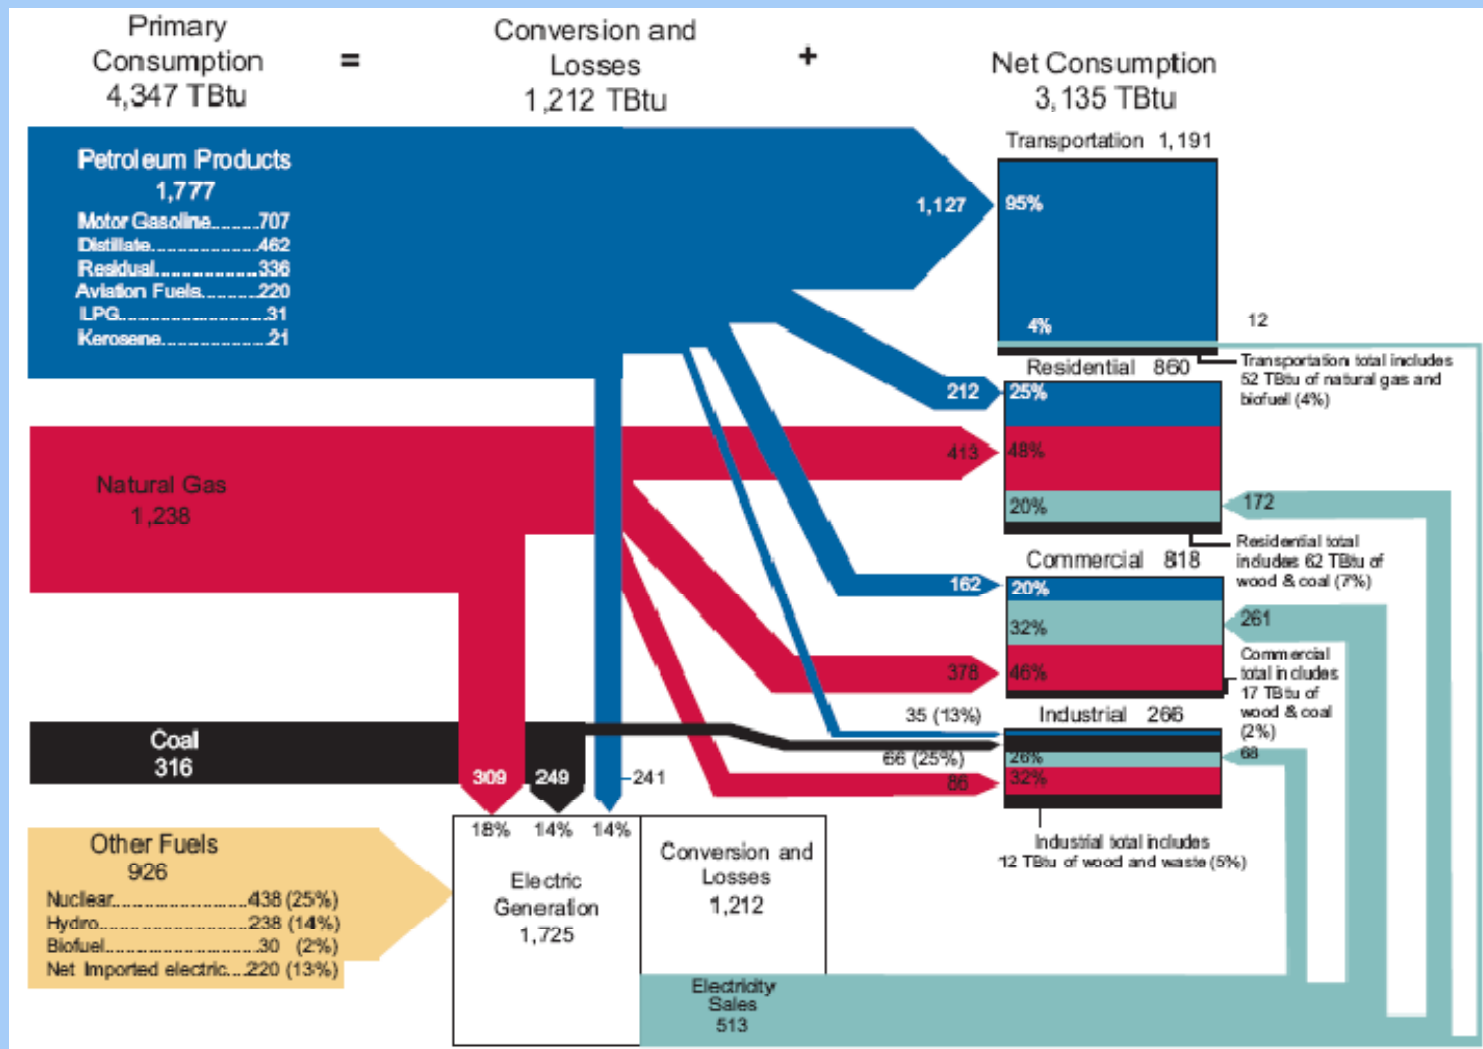 Primary
Consumption
4,347 TBtu
=
Conversion and
Losses
1,212 TBtu
+
Net Consumption
3,135 TBtu
Petroleum Products
1,777
Motor Gasoline..........707
Distillate.......................462
Residual......................336
Aviation Fuels............220
LPG...............................31
Kerosene......................21
1,127
Transportation 1,191
95%
4%
12
Transportation total includes
52 TBtu of natural gas and
biofuel (4%)
Residential 860
212
25%
413
48%
20%
172
Residential total
includes 62 TBtu of
wood & coal (7%)
Natural Gas
1,238
Commercial 818
162
20%
32%
261
378
46%
Commercial
total includes
17 TBtu of
wood & coal
(2%)
35 (13%)
Industrial 266
66 (25%)
26%
68
86
32%
Industrial total includes
12 TBtu of wood and waste (5%)
Coal
316
309
249
241
18%
14%
14%
Other Fuels
926
Nuclear.............................438 (25%)
Hydro................................238 (14%)
Biofuel.................................30 (2%)
Net Imported electric....220 (13%)
Electric
Generation
1,725
Conversion and
Losses
1,212
Electricity
Sales
513